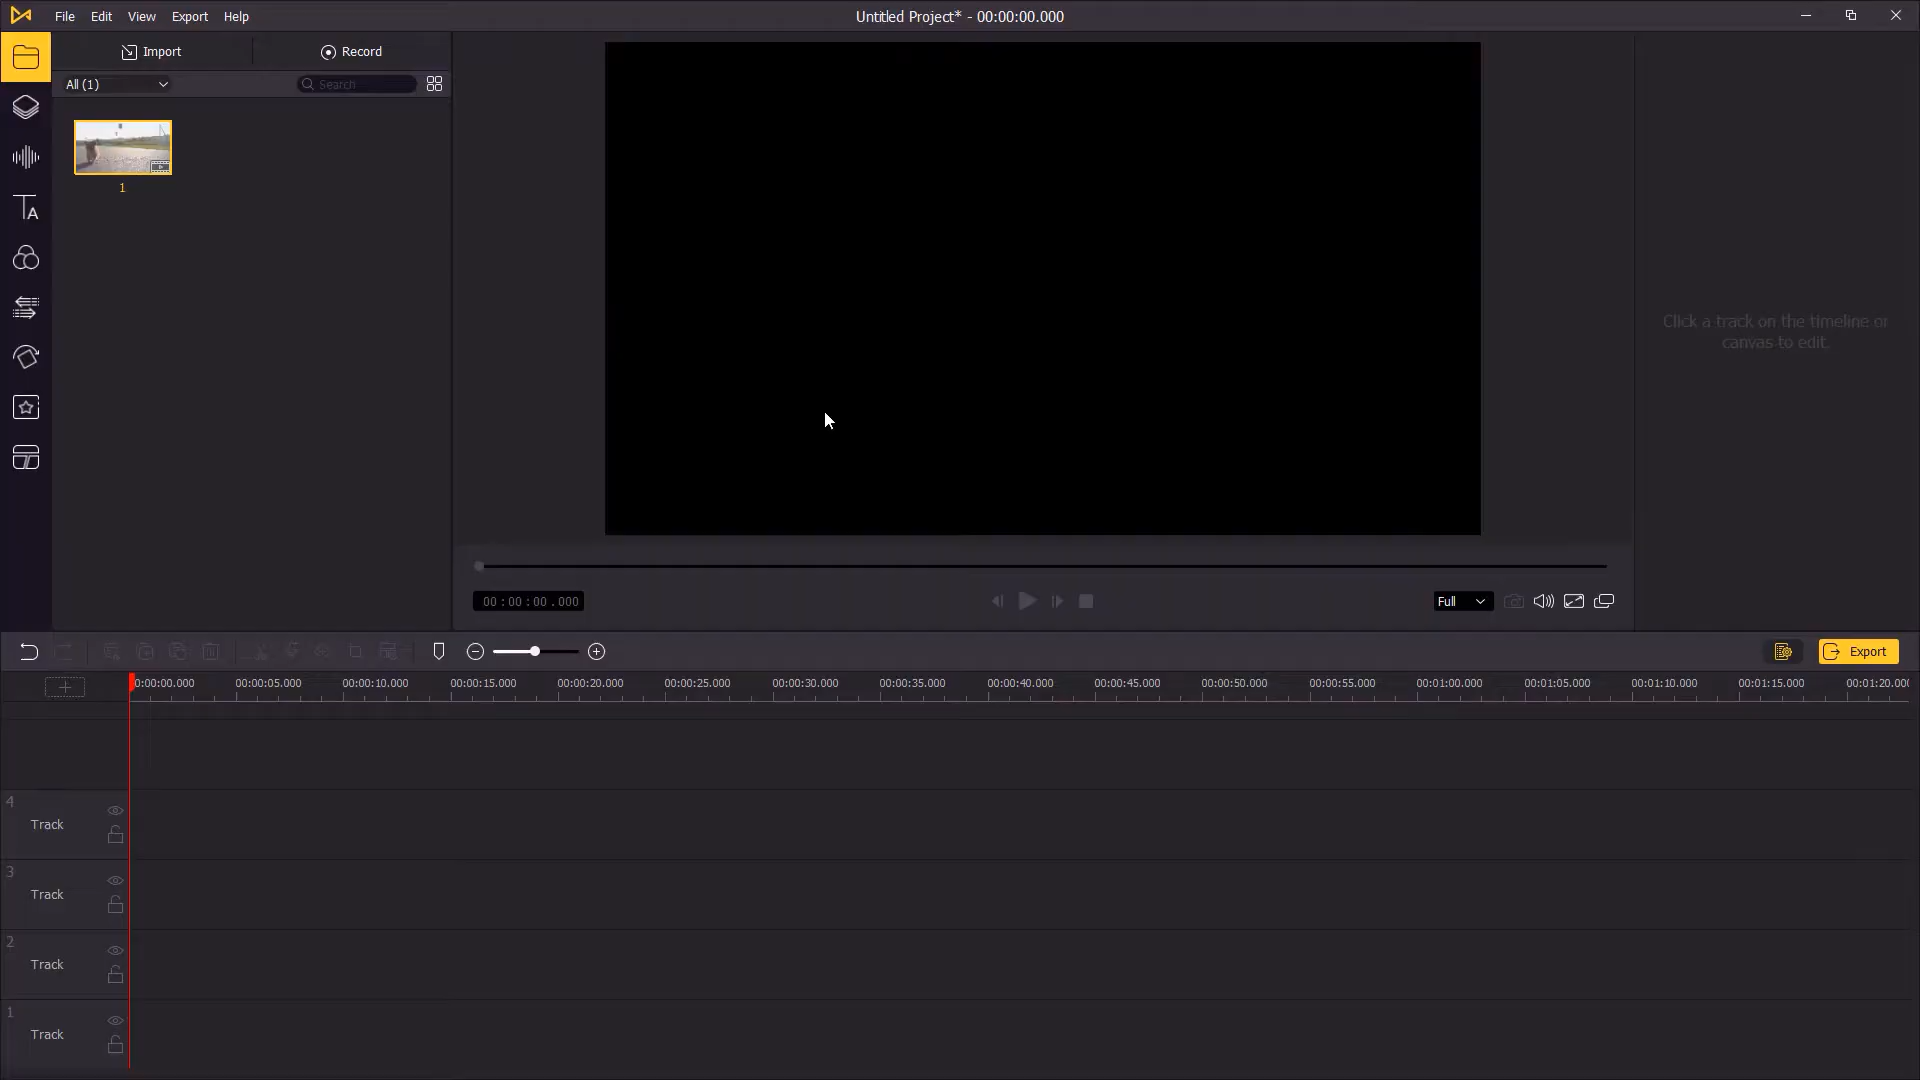 File Edit View Export Help
Untitled Project* - 00:00:00.000
Import
Record
All (1)
Search
1
Click a track on the timeline or
canvas to edit.
00:00:00.000
Full
Export
0:00:00.000 00:00:05.000 00:00:10.000 00:00:15.000 00:00:20.000 00:00:25.000 00:00:30.000 00:00:35.000 00:00:40.000 00:00:45.000 00:00:50.000 00:00:55.000 00:01:00.000 00:01:05.000 00:01:10.000 00:01:15.000 00:01:20.000
4
Track
3
Track
2
Track
1
Track